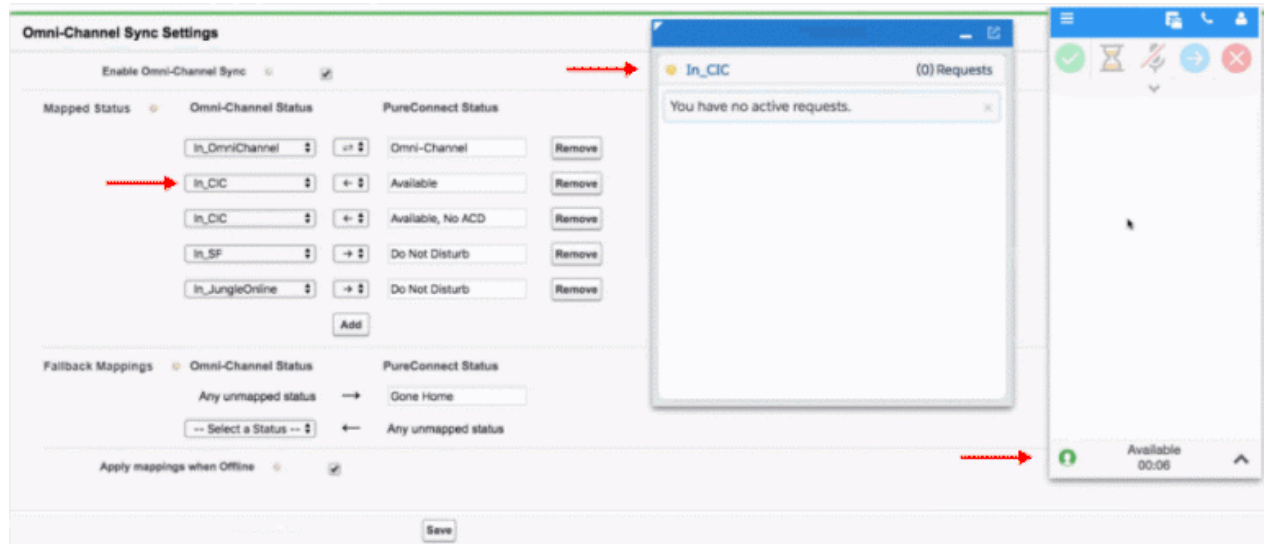 Omni-Channel Sync Settings
Enable Omni-Channel Sync
Mapped Status Omni-Channel Status PureConnect Status
In_OmniChannel Omni-Channel Remove
In_CIC Available Remove
In_CIC Available, No ACD Remove
In_SF Do Not Disturb Remove
In_JungleOnline Do Not Disturb Remove
Add
Fallback Mappings Omni-Channel Status PureConnect Status
Any unmapped status → Gone Home
-- Select a Status -- ← Any unmapped status
Apply mappings when Offline
Save
In_CIC (0) Requests
You have no active requests.
Available
00:06